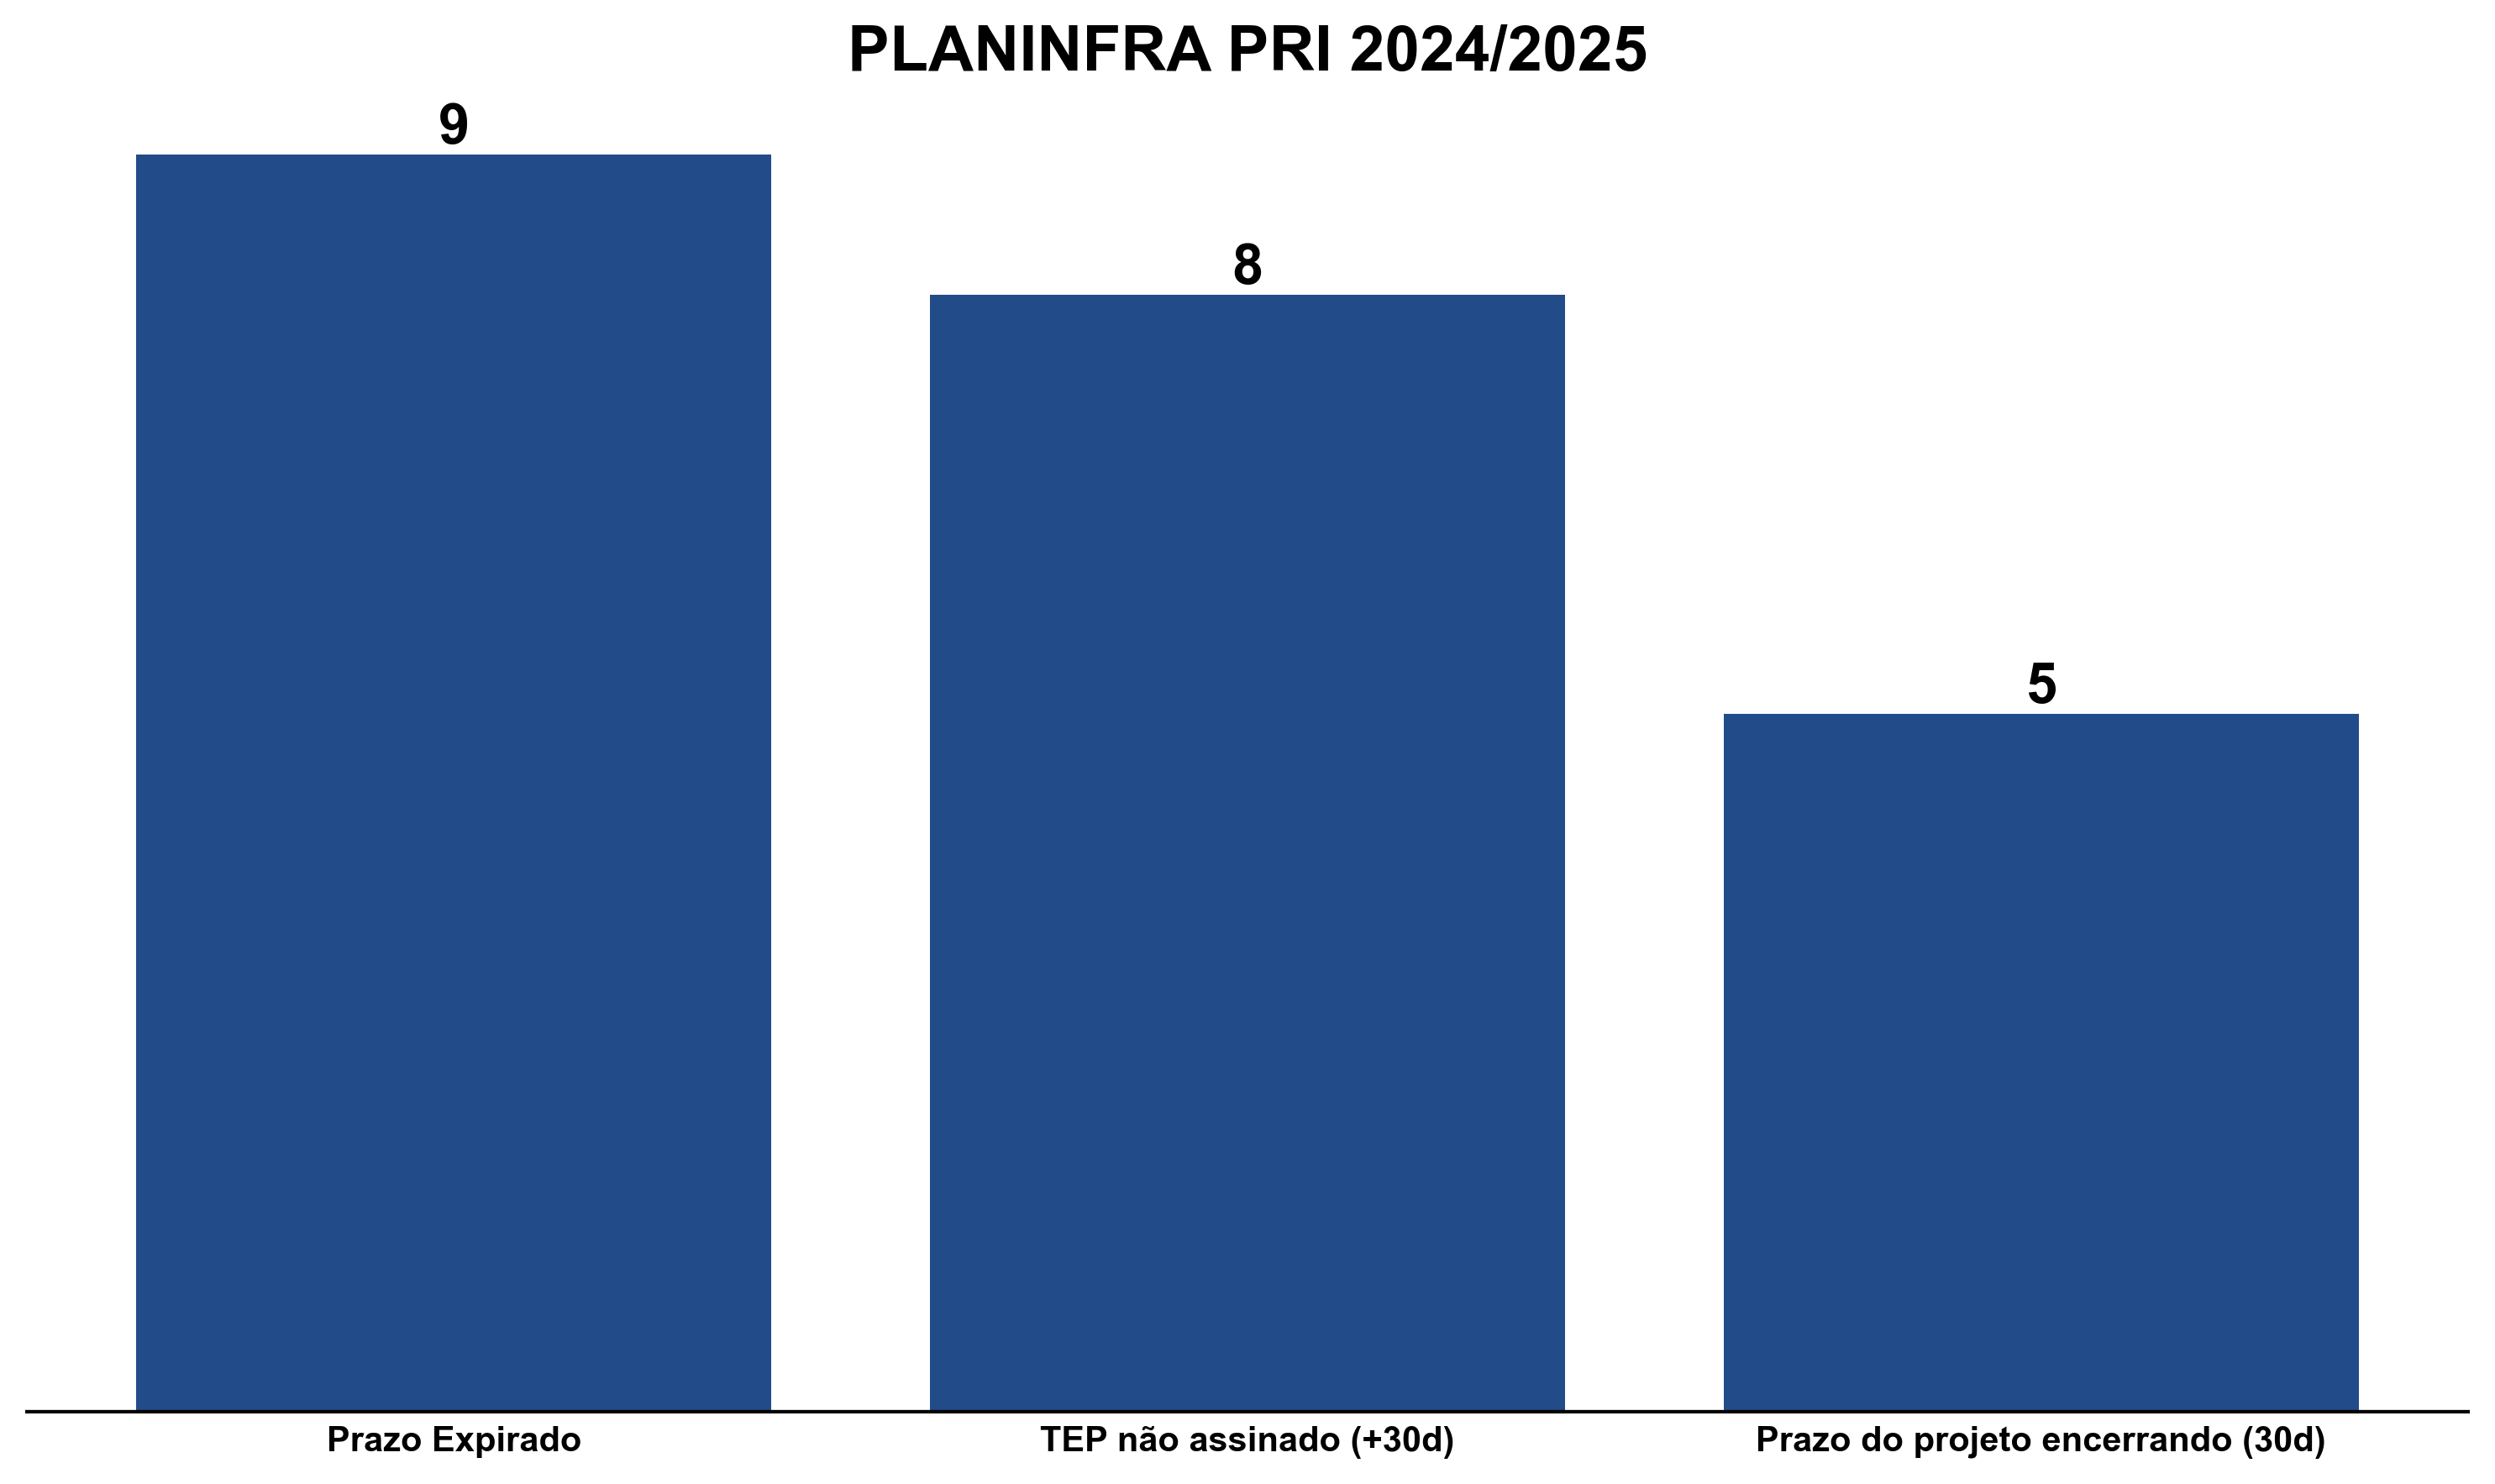 PLANINFRA PRI 2024/2025
9
8
5
Prazo Expirado
TEP não assinado (+30d)
Prazo do projeto encerrando (30d)